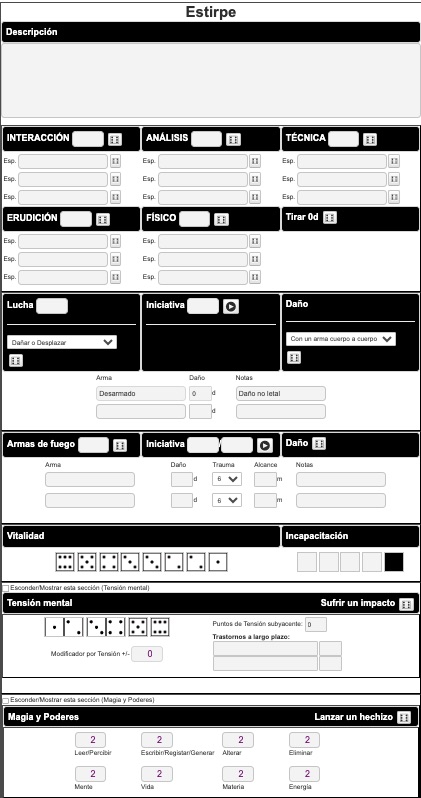 Estirpe
Descripción
INTERACCIÓN ANÁLISIS TÉCNICA
Esp. Esp. Esp.
Esp. Esp. Esp.
Esp. Esp. Esp.
ERUDICIÓN FÍSICO Tirar 0d
Esp. Esp.
Esp. Esp.
Esp. Esp.
Lucha Iniciativa Daño
Dañar o Desplazar Con un arma cuerpo a cuerpo
Arma Daño Notas
Desarmado 0 d Daño no letal
d
Armas de fuego Iniciativa / Daño
Arma Daño Trauma Alcance Notas
d 6 m
d 6 m
Vitalidad Incapacitación
Esconder/Mostrar esta sección (Tensión mental)
Tensión mental Sufrir un impacto
Puntos de Tensión subyacente: 0
Trastornos a largo plazo:
Modificador por Tensión +/- 0
Esconder/Mostrar esta sección (Magia y Poderes)
Magia y Poderes Lanzar un hechizo
2 2 2 2
Leer/Percibir Escribir/Registar/Generar Alterar Eliminar
2 2 2 2
Mente Vida Materia Energía